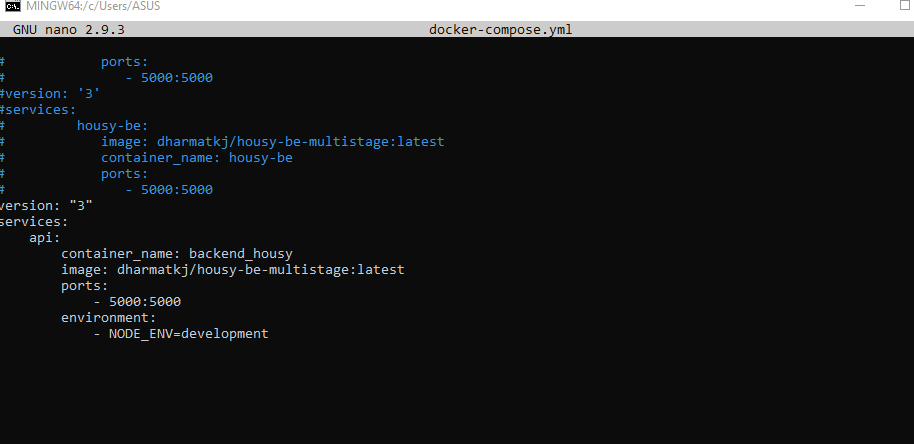 MINGW64:/c/Users/ASUS
GNU nano 2.9.3 docker-compose.yml
#            ports:
#               - 5000:5000
#version: '3'
#services:
#         housy-be:
#            image: dharmatkj/housy-be-multistage:latest
#            container_name: housy-be
#            ports:
#               - 5000:5000
version: "3"
services:
    api:
        container_name: backend_housy
        image: dharmatkj/housy-be-multistage:latest
        ports:
            - 5000:5000
        environment:
            - NODE_ENV=development